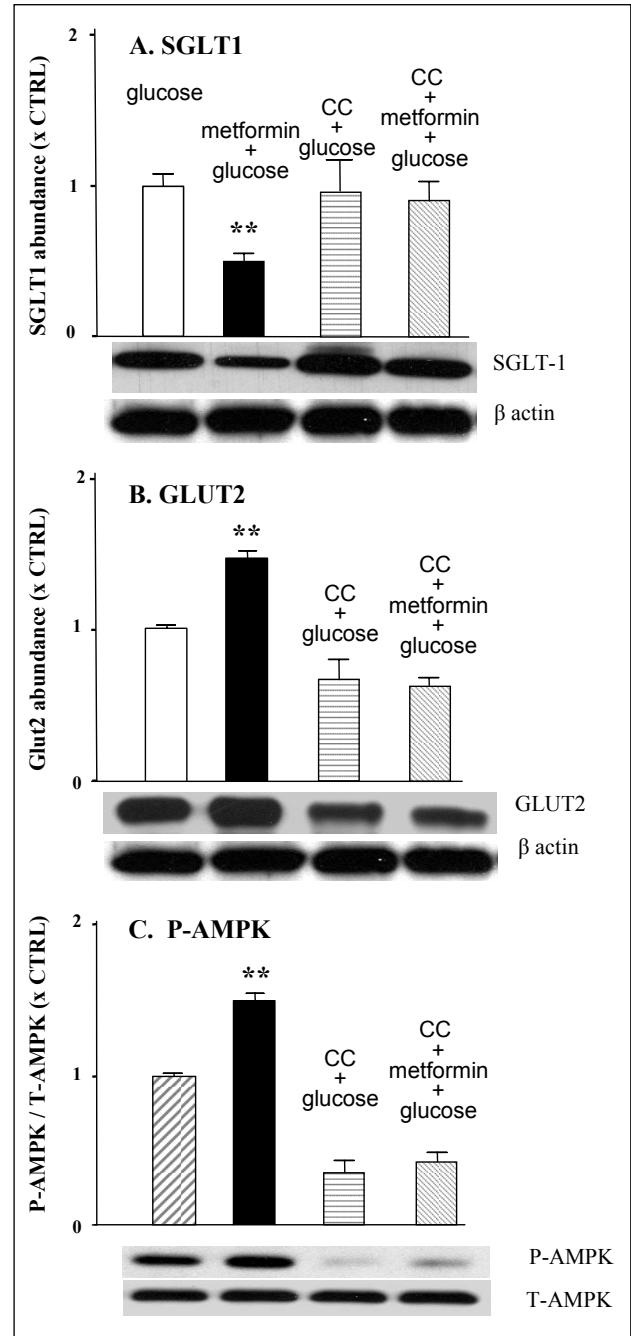 SGLT1 abundance (x CTRL)
2
1
0
A. SGLT1
glucose
metformin
+
glucose
CC
+
glucose
CC
+
metformin
+
glucose
**
SGLT-1
β actin
Glut2 abundance (x CTRL)
2
1
0
B. GLUT2
**
CC
+
glucose
CC
+
metformin
+
glucose
GLUT2
β actin
P-AMPK / T-AMPK (x CTRL)
2
1
0
C. P-AMPK
**
CC
+
glucose
CC
+
metformin
+
glucose
P-AMPK
T-AMPK